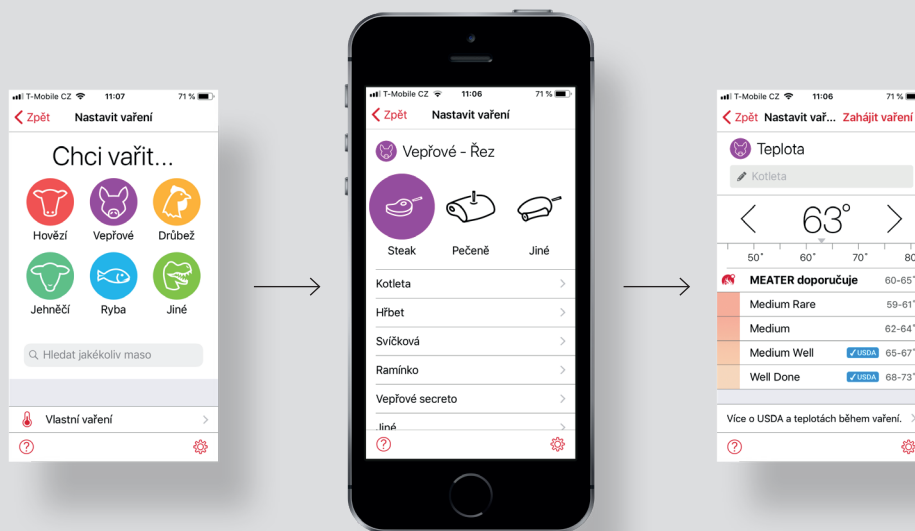 T-Mobile CZ 11:07 71 %
Zpět Nastavit vaření
Chci vařit...
Hovězí Vepřové Drůbež
Jehněčí Ryba Jiné
Hledat jakékoliv maso
Vlastní vaření
?
T-Mobile CZ 11:06 71 %
Zpět Nastavit vaření
Vepřové - Řez
Steak Pečeně Jiné
Kotleta
Hřbet
Svíčková
Ramínko
Vepřové secreto
Jiné
?
T-Mobile CZ 11:06 71 %
Zpět Nastavit vař... Zahájit vaření
Teplota
Kotleta
63°
50° 60° 70° 80
MEATER doporučuje 60-65°
Medium Rare 59-61°
Medium 62-64°
Medium Well ✓USDA 65-67°
Well Done ✓USDA 68-73°
Více o USDA a teplotách během vaření.
?